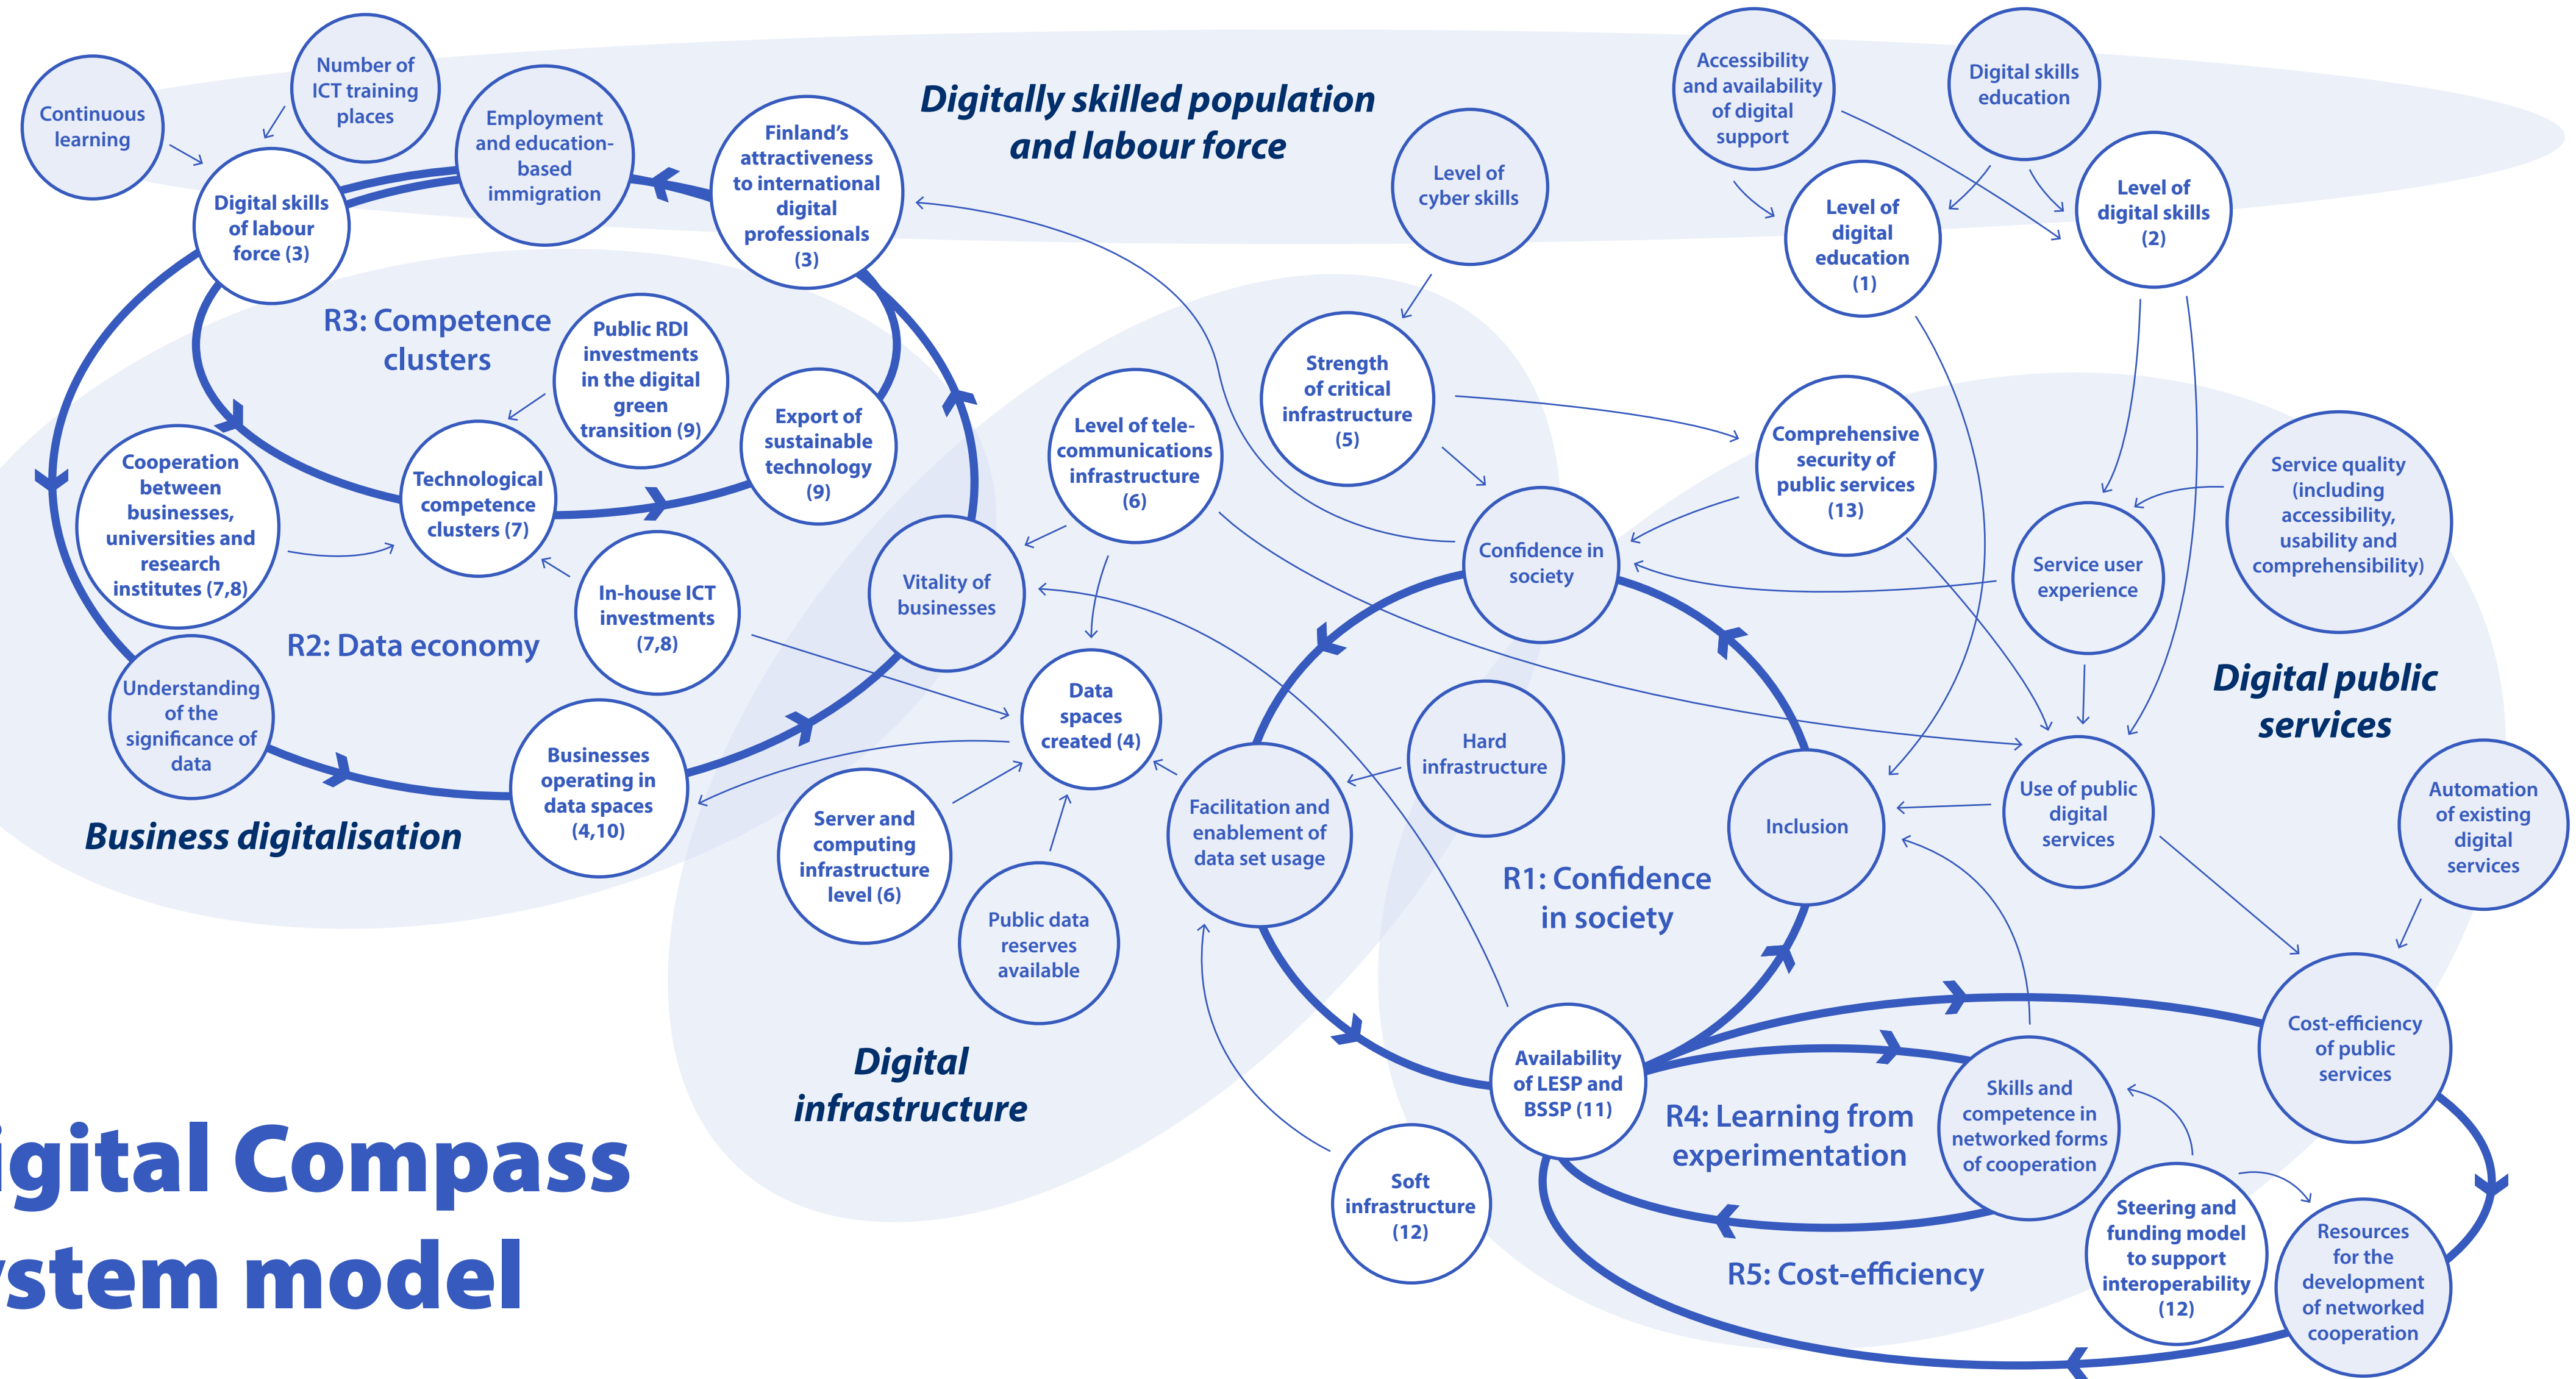 Continuous
learning
Number of
ICT training
places
Employment
and education-
based
immigration
Finland’s
attractiveness
to international
digital
professionals
(3)
Digitally skilled population
and labour force
Level of
cyber skills
Accessibility
and availability
of digital
support
Digital skills
education
Level of
digital
education
(1)
Level of
digital skills
(2)
Digital skills
of labour
force (3)
R3: Competence
clusters
Public RDI
investments
in the digital
green
transition (9)
Export of
sustainable
technology
(9)
Level of tele-
communications
infrastructure
(6)
Strength
of critical
infrastructure
(5)
Comprehensive
security of
public services
(13)
Service quality
(including
accessibility,
usability and
comprehensibility)
Cooperation
between
businesses,
universities and
research
institutes (7,8)
Technological
competence
clusters (7)
In-house ICT
investments
(7,8)
Vitality of
businesses
Confidence in
society
Service user
experience
R2: Data economy
Understanding
of the
significance of
data
Businesses
operating in
data spaces
(4,10)
Data
spaces
created (4)
Hard
infrastructure
Digital public
services
Business digitalisation
Server and
computing
infrastructure
level (6)
Facilitation and
enablement of
data set usage
Inclusion
Use of public
digital
services
Automation
of existing
digital
services
R1: Confidence
in society
Public data
reserves
available
Digital
infrastructure
Availability
of LESP and
BSSP (11)
R4: Learning from
experimentation
Skills and
competence in
networked forms
of cooperation
Cost-efficiency
of public
services
Soft
infrastructure
(12)
R5: Cost-efficiency
Steering and
funding model
to support
interoperability
(12)
Resources
for the
development
of networked
cooperation
igital Compass
ystem model